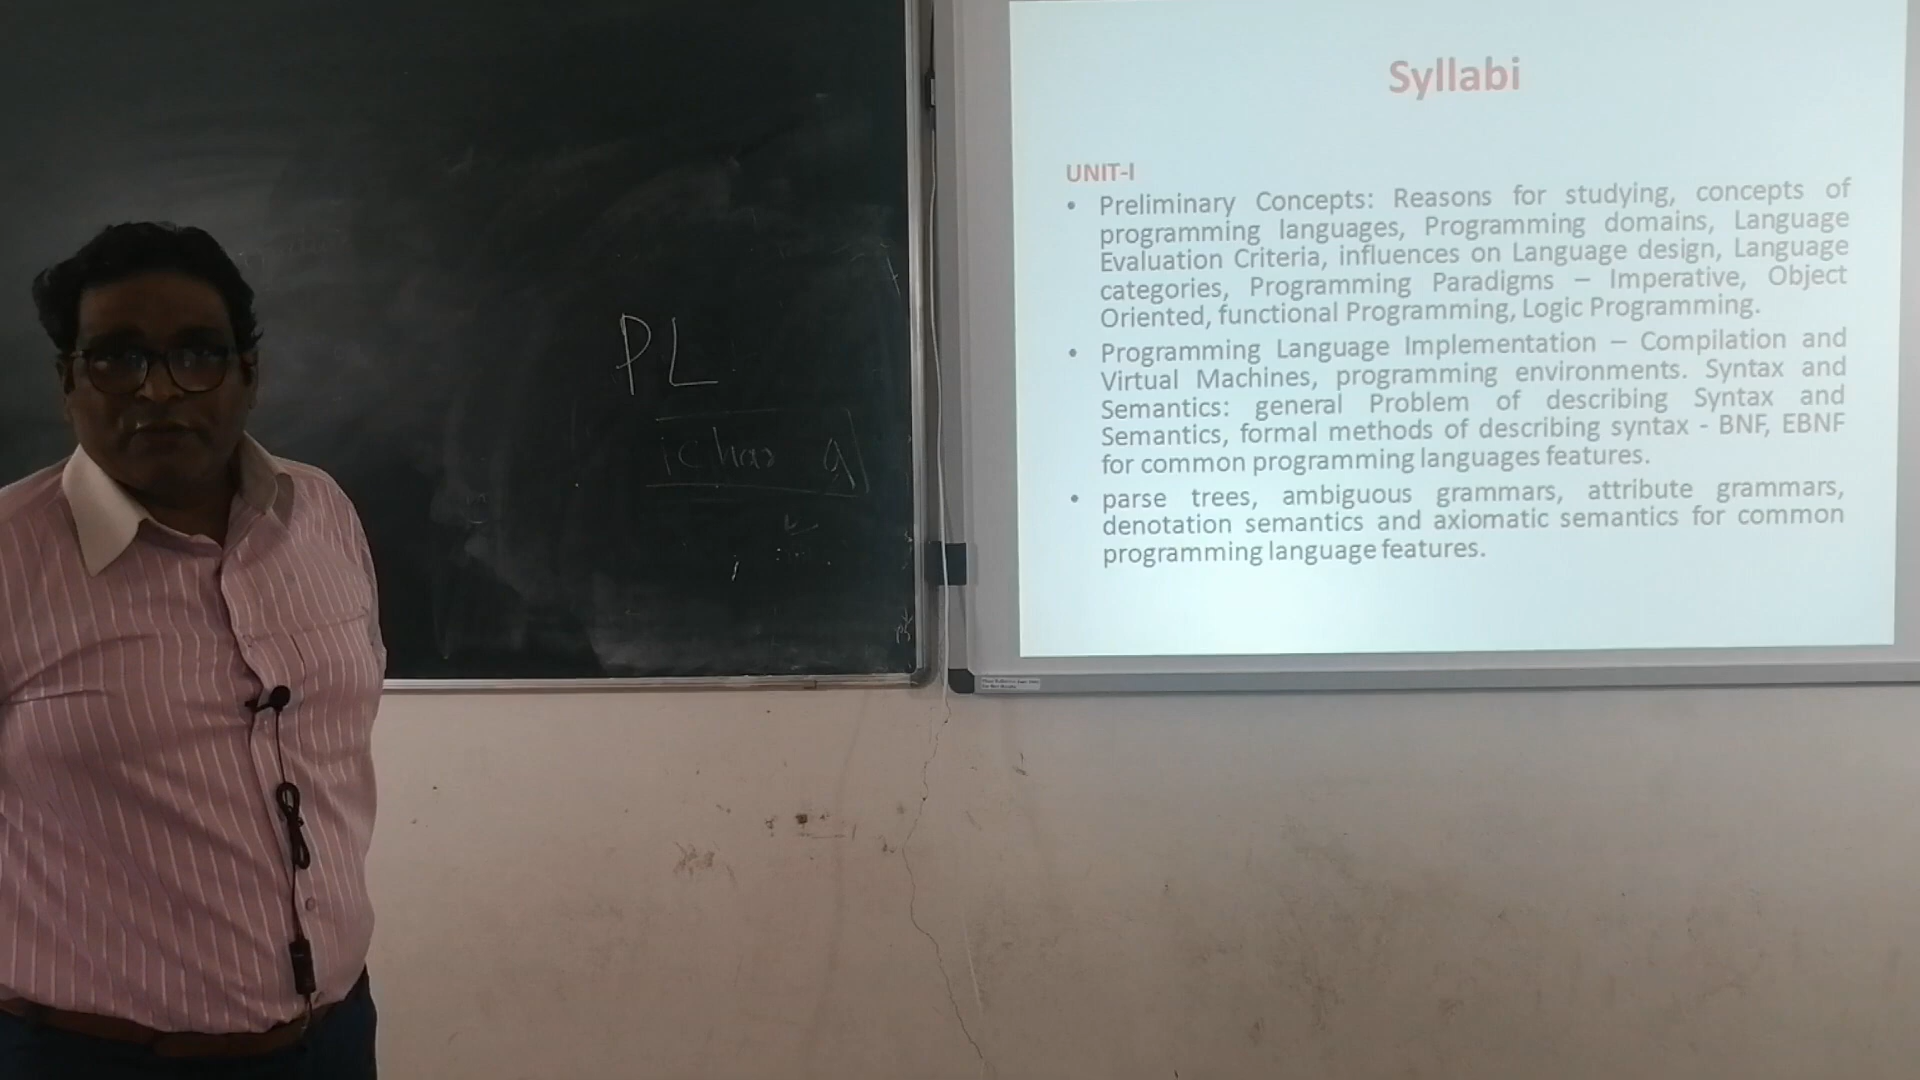 PL
Syllabi
UNIT-I
• Preliminary Concepts: Reasons for studying, concepts of
programming languages, Programming domains, Language
Evaluation Criteria, influences on Language design, Language
categories, Programming Paradigms – Imperative, Object
Oriented, functional Programming, Logic Programming.
• Programming Language Implementation – Compilation and
Virtual Machines, programming environments. Syntax and
Semantics: general Problem of describing Syntax and
Semantics, formal methods of describing syntax - BNF, EBNF
for common programming languages features.
• parse trees, ambiguous grammars, attribute grammars,
denotation semantics and axiomatic semantics for common
programming language features.